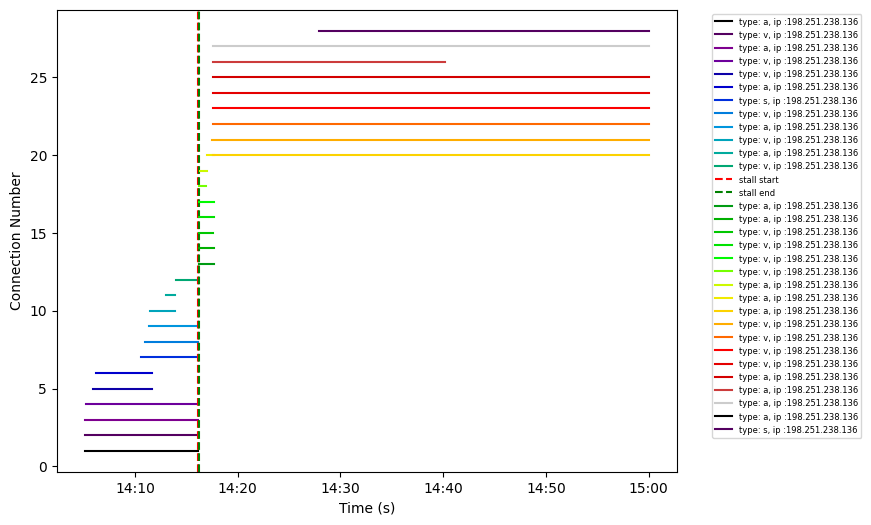 25
20
15
10
5
0
Connection Number
14:10
14:20
14:30
14:40
14:50
15:00
Time (s)
type: a, ip :198.251.238.136
type: v, ip :198.251.238.136
type: a, ip :198.251.238.136
type: v, ip :198.251.238.136
type: v, ip :198.251.238.136
type: a, ip :198.251.238.136
type: s, ip :198.251.238.136
type: v, ip :198.251.238.136
type: a, ip :198.251.238.136
type: v, ip :198.251.238.136
type: a, ip :198.251.238.136
type: v, ip :198.251.238.136
stall start
stall end
type: a, ip :198.251.238.136
type: a, ip :198.251.238.136
type: v, ip :198.251.238.136
type: v, ip :198.251.238.136
type: v, ip :198.251.238.136
type: v, ip :198.251.238.136
type: a, ip :198.251.238.136
type: a, ip :198.251.238.136
type: a, ip :198.251.238.136
type: v, ip :198.251.238.136
type: v, ip :198.251.238.136
type: v, ip :198.251.238.136
type: v, ip :198.251.238.136
type: a, ip :198.251.238.136
type: a, ip :198.251.238.136
type: a, ip :198.251.238.136
type: a, ip :198.251.238.136
type: s, ip :198.251.238.136